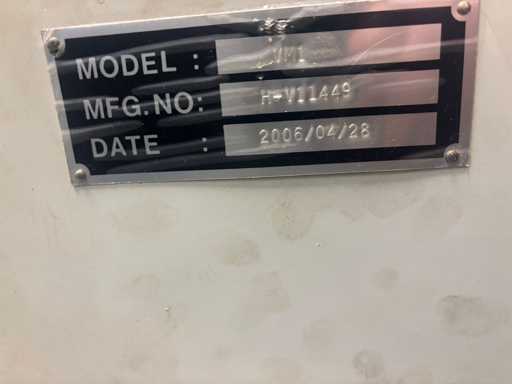 MODEL :
MFG.NO: H-V11449
DATE : 2006/04/28